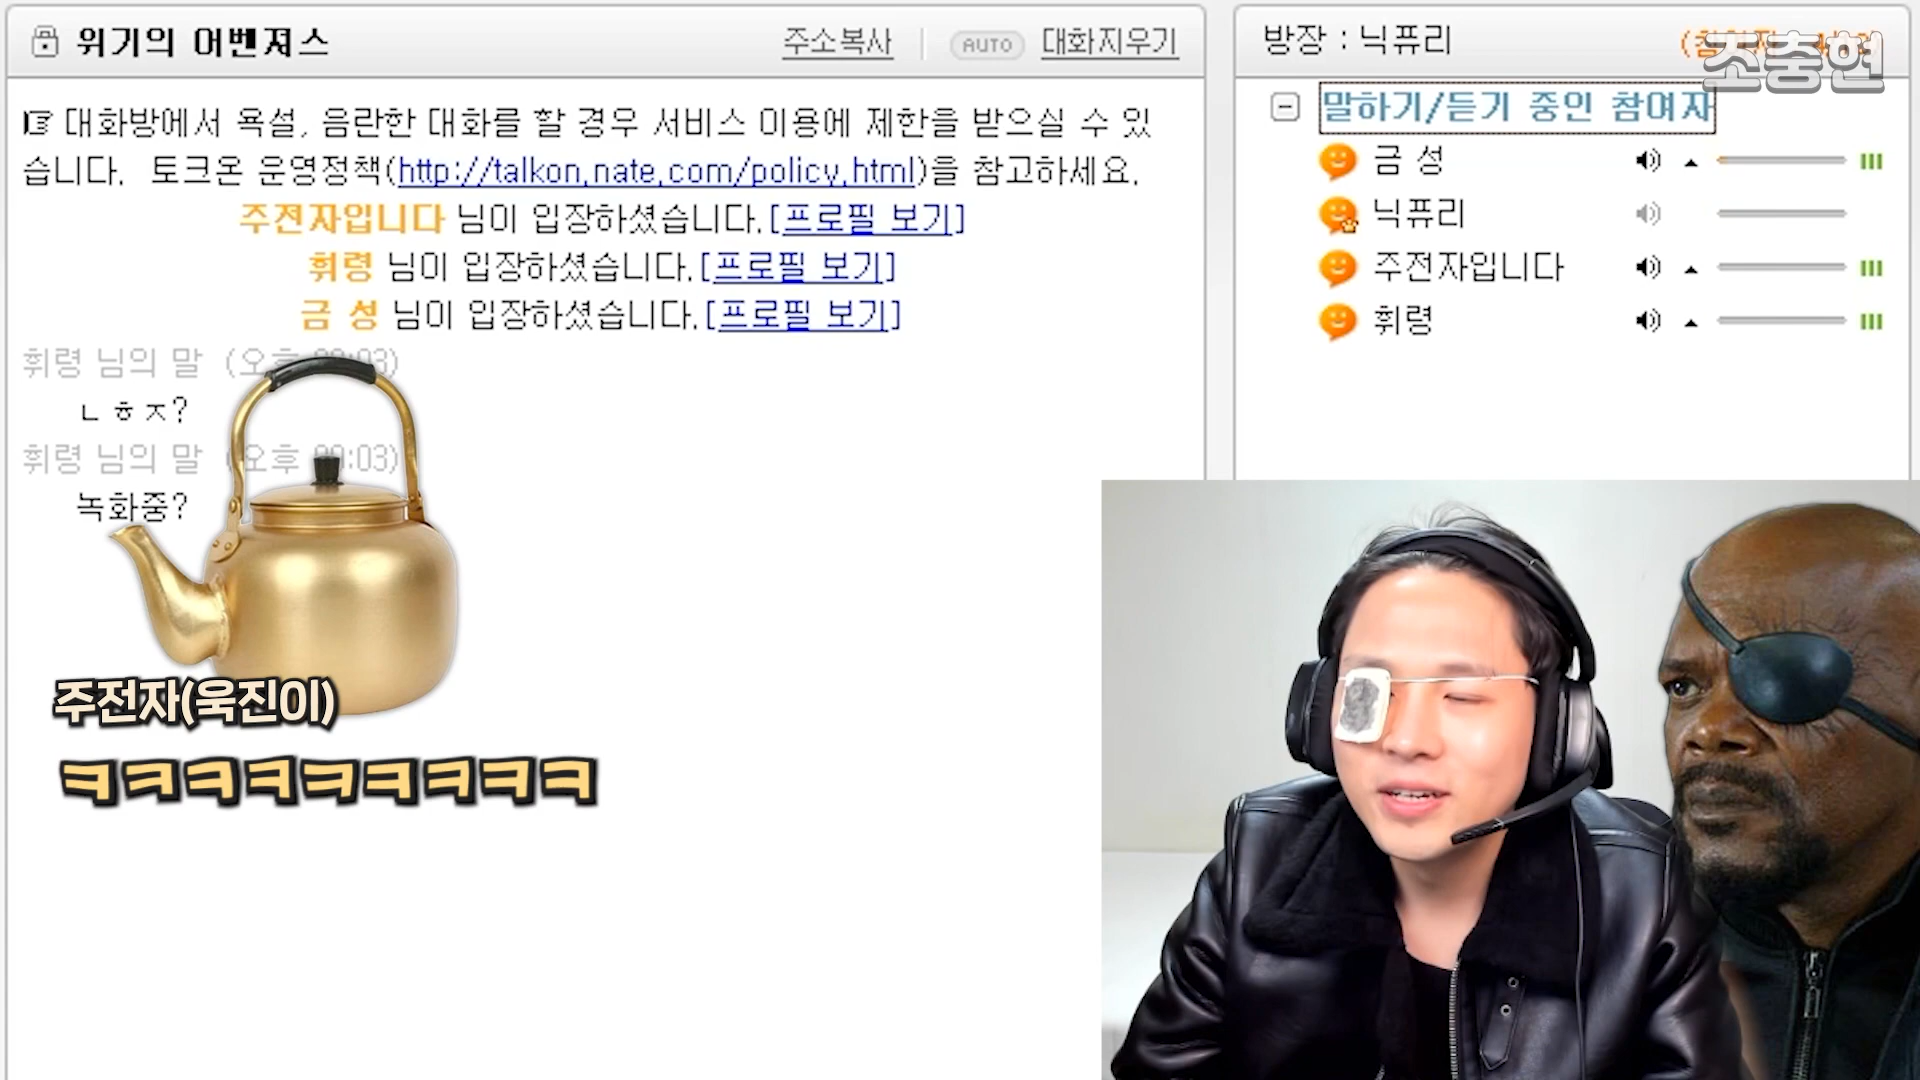 위기의 어벤져스
주소복사
AUTO
대화지우기
☞ 대화방에서 욕설, 음란한 대화를 할 경우 서비스 이용에 제한을 받으실 수 있
습니다. 토크온 운영정책(http://talkon.nate.com/policy.html)을 참고하세요.
주전자입니다 님이 입장하셨습니다.[프로필 보기]
휘령 님이 입장하셨습니다.[프로필 보기]
금 성 님이 입장하셨습니다.[프로필 보기]
휘령 님의 말 (오후
ㄴㅎㅈ?
휘령 님의 말 (오후 :03)
녹화중?
주전자(욱진이)
ㅋㅋㅋㅋㅋㅋㅋㅋㅋ
방장 : 닉퓨리
조충현
말하기/듣기 중인 참여자
금 성
닉퓨리
주전자입니다
휘령